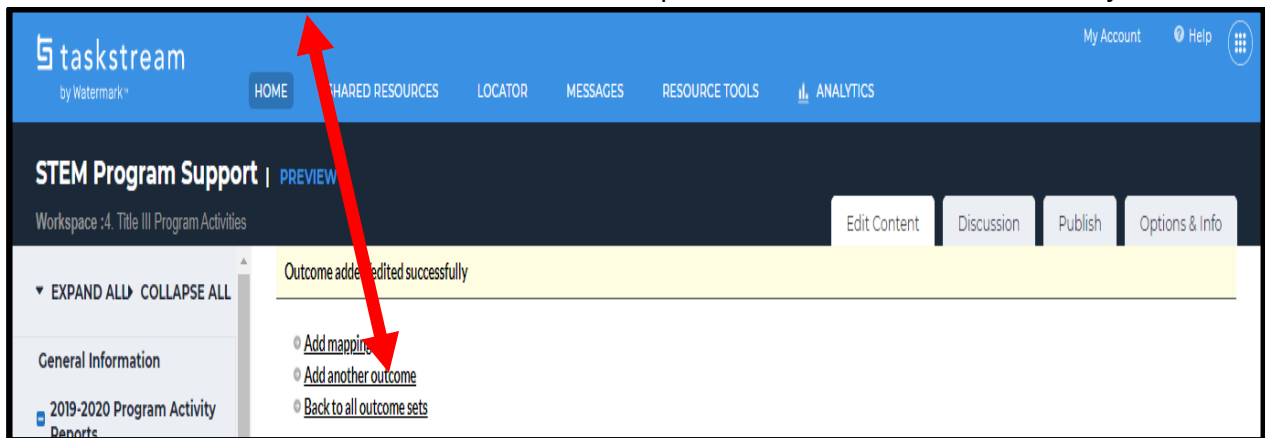 My Account Help
taskstream
by Watermark™
HOME SHARED RESOURCES LOCATOR MESSAGES RESOURCE TOOLS ANALYTICS
STEM Program Support | PREVIEW
Workspace :4. Title III Program Activities
Edit Content Discussion Publish Options & Info
EXPAND ALL COLLAPSE ALL
Outcome added/edited successfully
General Information
2019-2020 Program Activity
Reports
Add mapping
Add another outcome
Back to all outcome sets